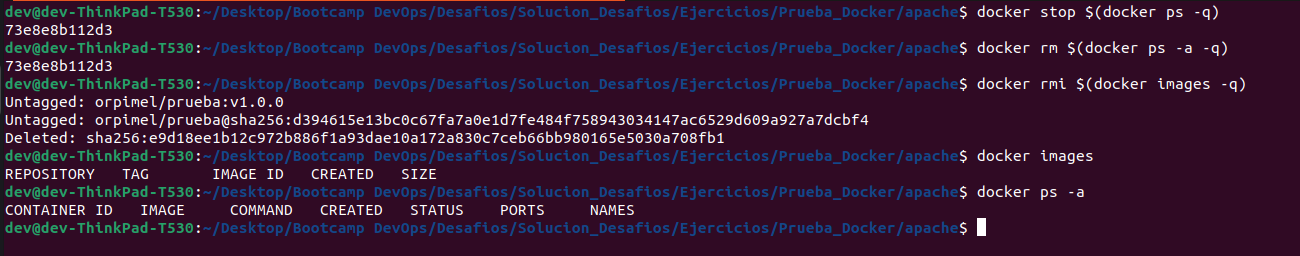 dev@dev-ThinkPad-T530:~/Desktop/Bootcamp DevOps/Desafios/Solucion_Desafios/Ejercicios/Prueba_Docker/apache$ docker stop $(docker ps -q)
73e8e8b112d3
dev@dev-ThinkPad-T530:~/Desktop/Bootcamp DevOps/Desafios/Solucion_Desafios/Ejercicios/Prueba_Docker/apache$ docker rm $(docker ps -a -q)
73e8e8b112d3
dev@dev-ThinkPad-T530:~/Desktop/Bootcamp DevOps/Desafios/Solucion_Desafios/Ejercicios/Prueba_Docker/apache$ docker rmi $(docker images -q)
Untagged: orpimel/prueba:v1.0.0
Untagged: orpimel/prueba@sha256:d394615e13bc0c67fa7a0e1d7fe484f758943034147ac6529d609a927a7dcbf4
Deleted: sha256:e9d18ee1b12c972b886f1a93dae10a172a830c7ceb66bb980165e5030a708fb1
dev@dev-ThinkPad-T530:~/Desktop/Bootcamp DevOps/Desafios/Solucion_Desafios/Ejercicios/Prueba_Docker/apache$ docker images
REPOSITORY   TAG       IMAGE ID   CREATED   SIZE
dev@dev-ThinkPad-T530:~/Desktop/Bootcamp DevOps/Desafios/Solucion_Desafios/Ejercicios/Prueba_Docker/apache$ docker ps -a
CONTAINER ID   IMAGE     COMMAND   CREATED   STATUS    PORTS     NAMES
dev@dev-ThinkPad-T530:~/Desktop/Bootcamp DevOps/Desafios/Solucion_Desafios/Ejercicios/Prueba_Docker/apache$